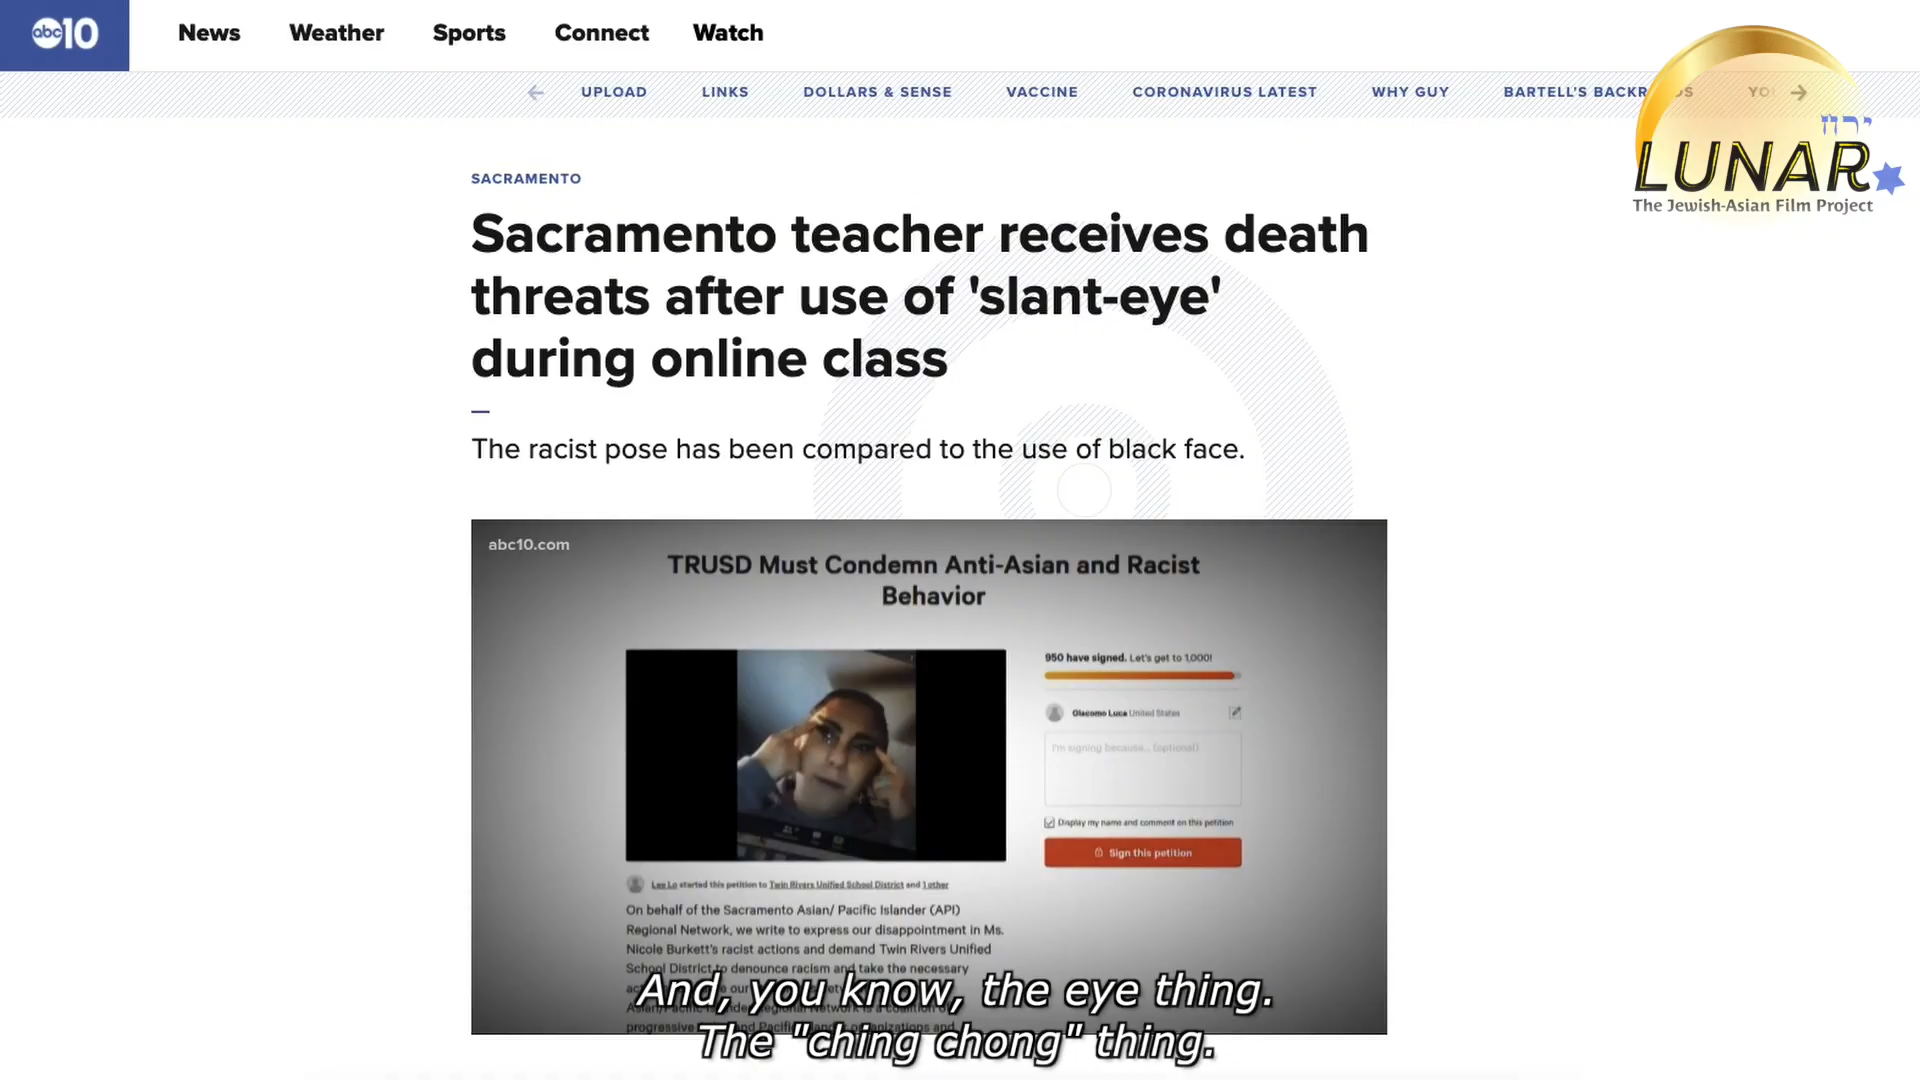 abc10
News
Weather
Sports
Connect
Watch
UPLOAD
LINKS
DOLLARS & SENSE
VACCINE
CORONAVIRUS LATEST
WHY GUY
BARTELL'S
ירח
LUNAR
The Jewish-Asian Film Project
SACRAMENTO
Sacramento teacher receives death
threats after use of 'slant-eye'
during online class
The racist pose has been compared to the use of black face.
abc10.com
TRUSD Must Condemn Anti-Asian and Racist
Behavior
950 have signed. Let's get to 1,000!
Giacomo Luca United States
I'm signing because... (optional)
Display my name and comment on this petition
Sign this petition
Lee Lo started this petition to Twin Rivers Unified School District and 1 other
On behalf of the Sacramento Asian/ Pacific Islander (API)
Regional Network, we write to express our disappointment in Ms.
Nicole Burkett's racist actions and demand Twin Rivers Unified
School District to denounce racism and take the necessary
progressive
And, you know, the eye thing.
The "ching chong" thing.